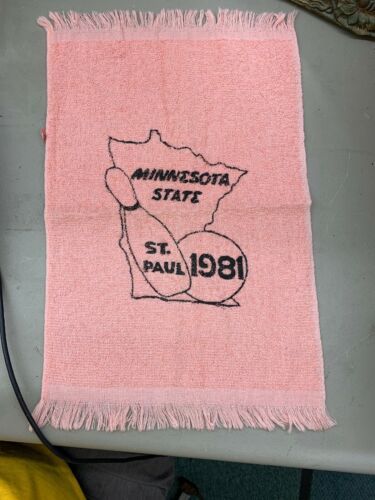 MINNESOTA
STATE
ST.
PAUL 1981